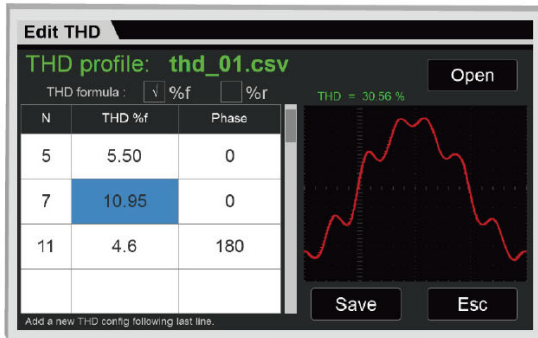 Edit THD
THD profile: thd_01.csv
Open
THD formula : √ %f %r
THD = 30.56 %
N THD %f Phase
5 5.50 0
7 10.95 0
11 4.6 180
Save Esc
Add a new THD config following last line.